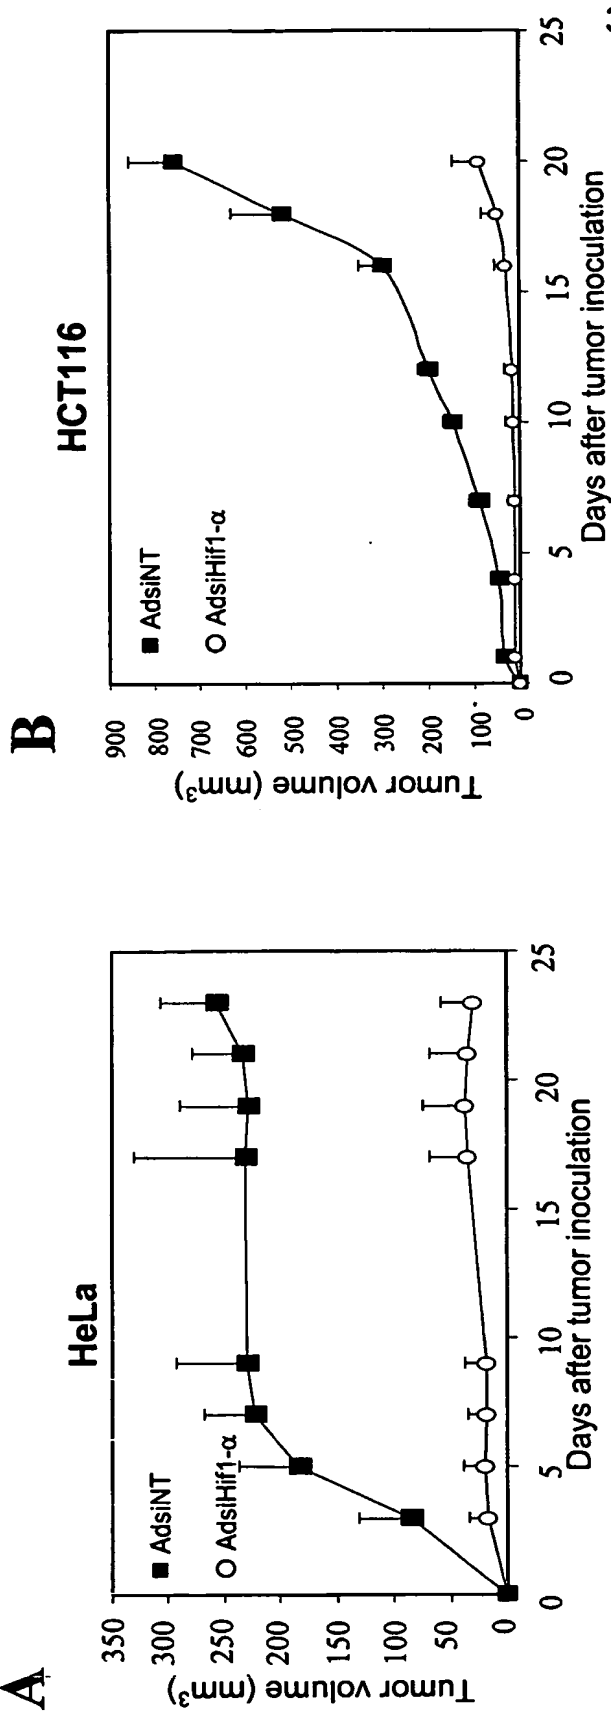 A
HeLa
Tumor volume (mm³)
350
300
250
200
150
100
50
0
AdsiNT
AdsiHif1-α
0
5
10
15
20
25
Days after tumor inoculation
B
HCT116
Tumor volume (mm³)
900
800
700
600
500
400
300
200
100
0
AdsiNT
AdsiHif1-α
0
5
10
15
20
25
Days after tumor inoculation